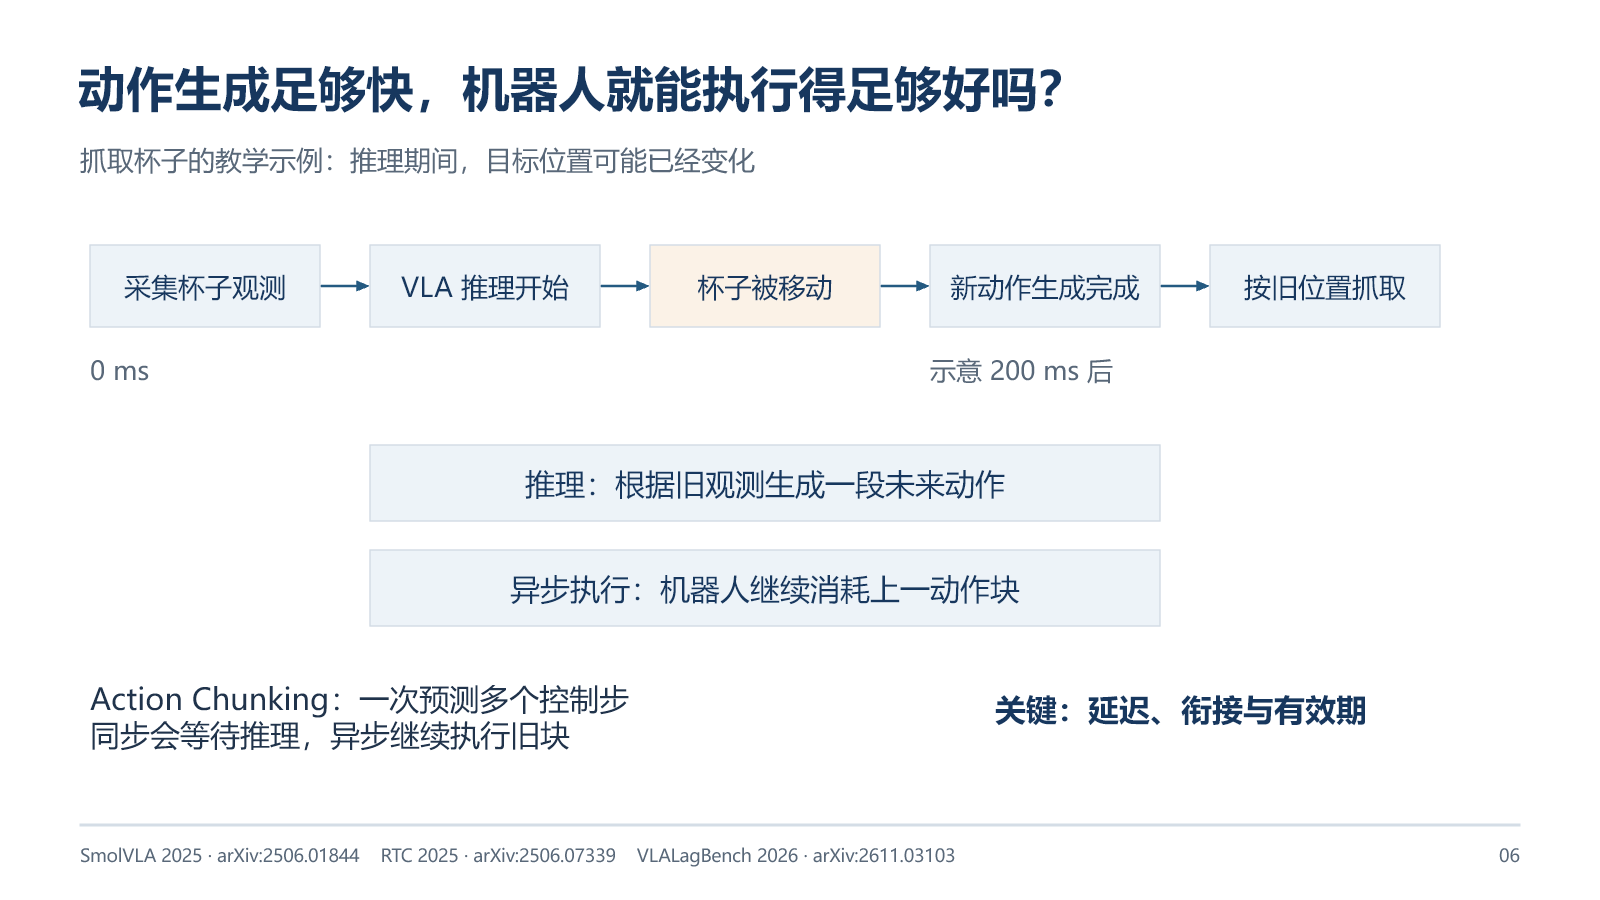 动作生成足够快，机器人就能执行得足够好吗？
抓取杯子的教学示例：推理期间，目标位置可能已经变化
采集杯子观测
VLA 推理开始
杯子被移动
新动作生成完成
按旧位置抓取
0 ms
示意 200 ms 后
推理：根据旧观测生成一段未来动作
异步执行：机器人继续消耗上一动作块
Action Chunking：一次预测多个控制步
同步会等待推理，异步继续执行旧块
关键：延迟、衔接与有效期
SmolVLA 2025 · arXiv:2506.01844 RTC 2025 · arXiv:2506.07339 VLALagBench 2026 · arXiv:2611.03103
06